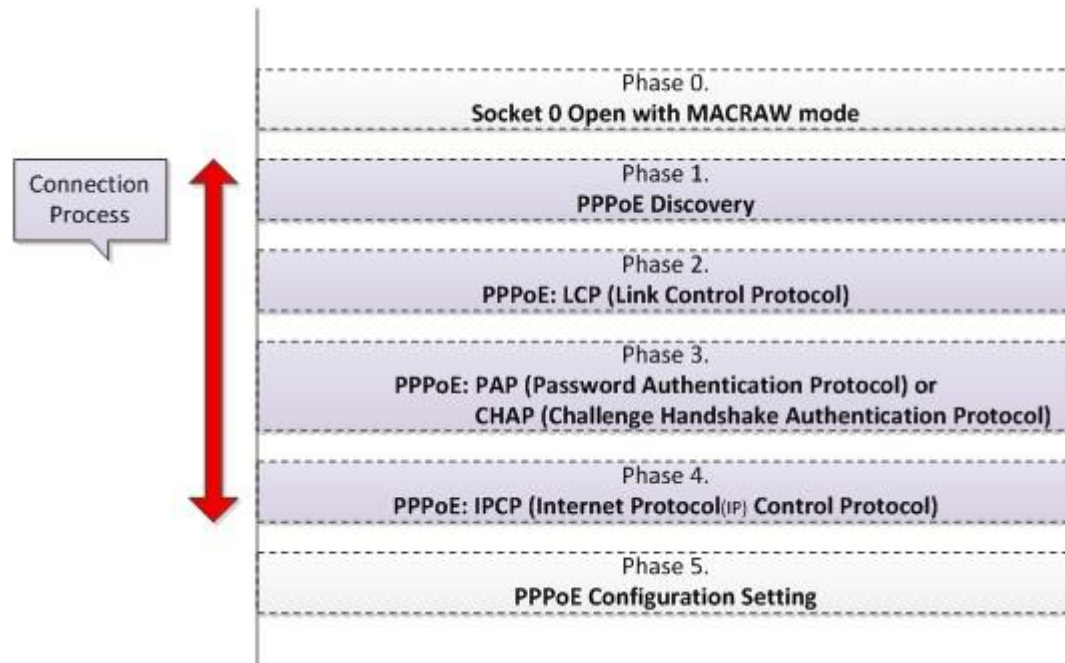 Phase 0.
Socket 0 Open with MACRAW mode
Connection
Process
Phase 1.
PPPoE Discovery
Phase 2.
PPPoE: LCP (Link Control Protocol)
Phase 3.
PPPoE: PAP (Password Authentication Protocol) or
CHAP (Challenge Handshake Authentication Protocol)
Phase 4.
PPPoE: IPCP (Internet Protocol(IP) Control Protocol)
Phase 5.
PPPoE Configuration Setting